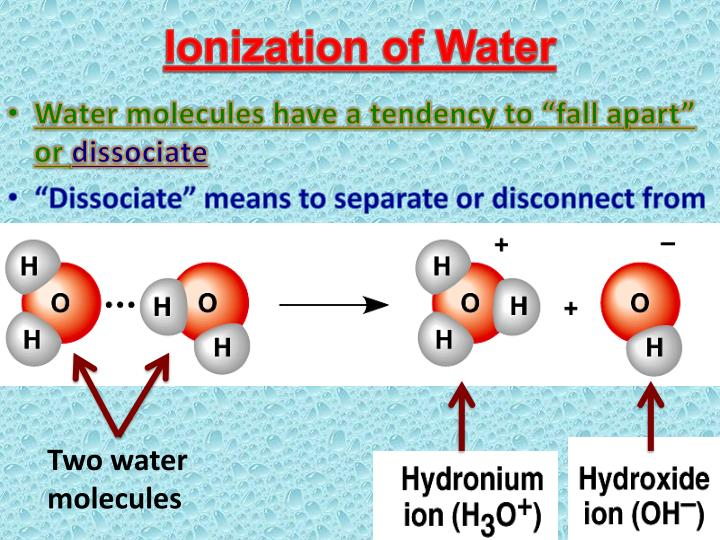 Ionization of Water
• Water molecules have a tendency to “fall apart”
or dissociate
• “Dissociate” means to separate or disconnect from
+ –
H H
O ... H O O H + O
H H H H
Two water
molecules
Hydronium
ion (H₃O⁺)
Hydroxide
ion (OH⁻)